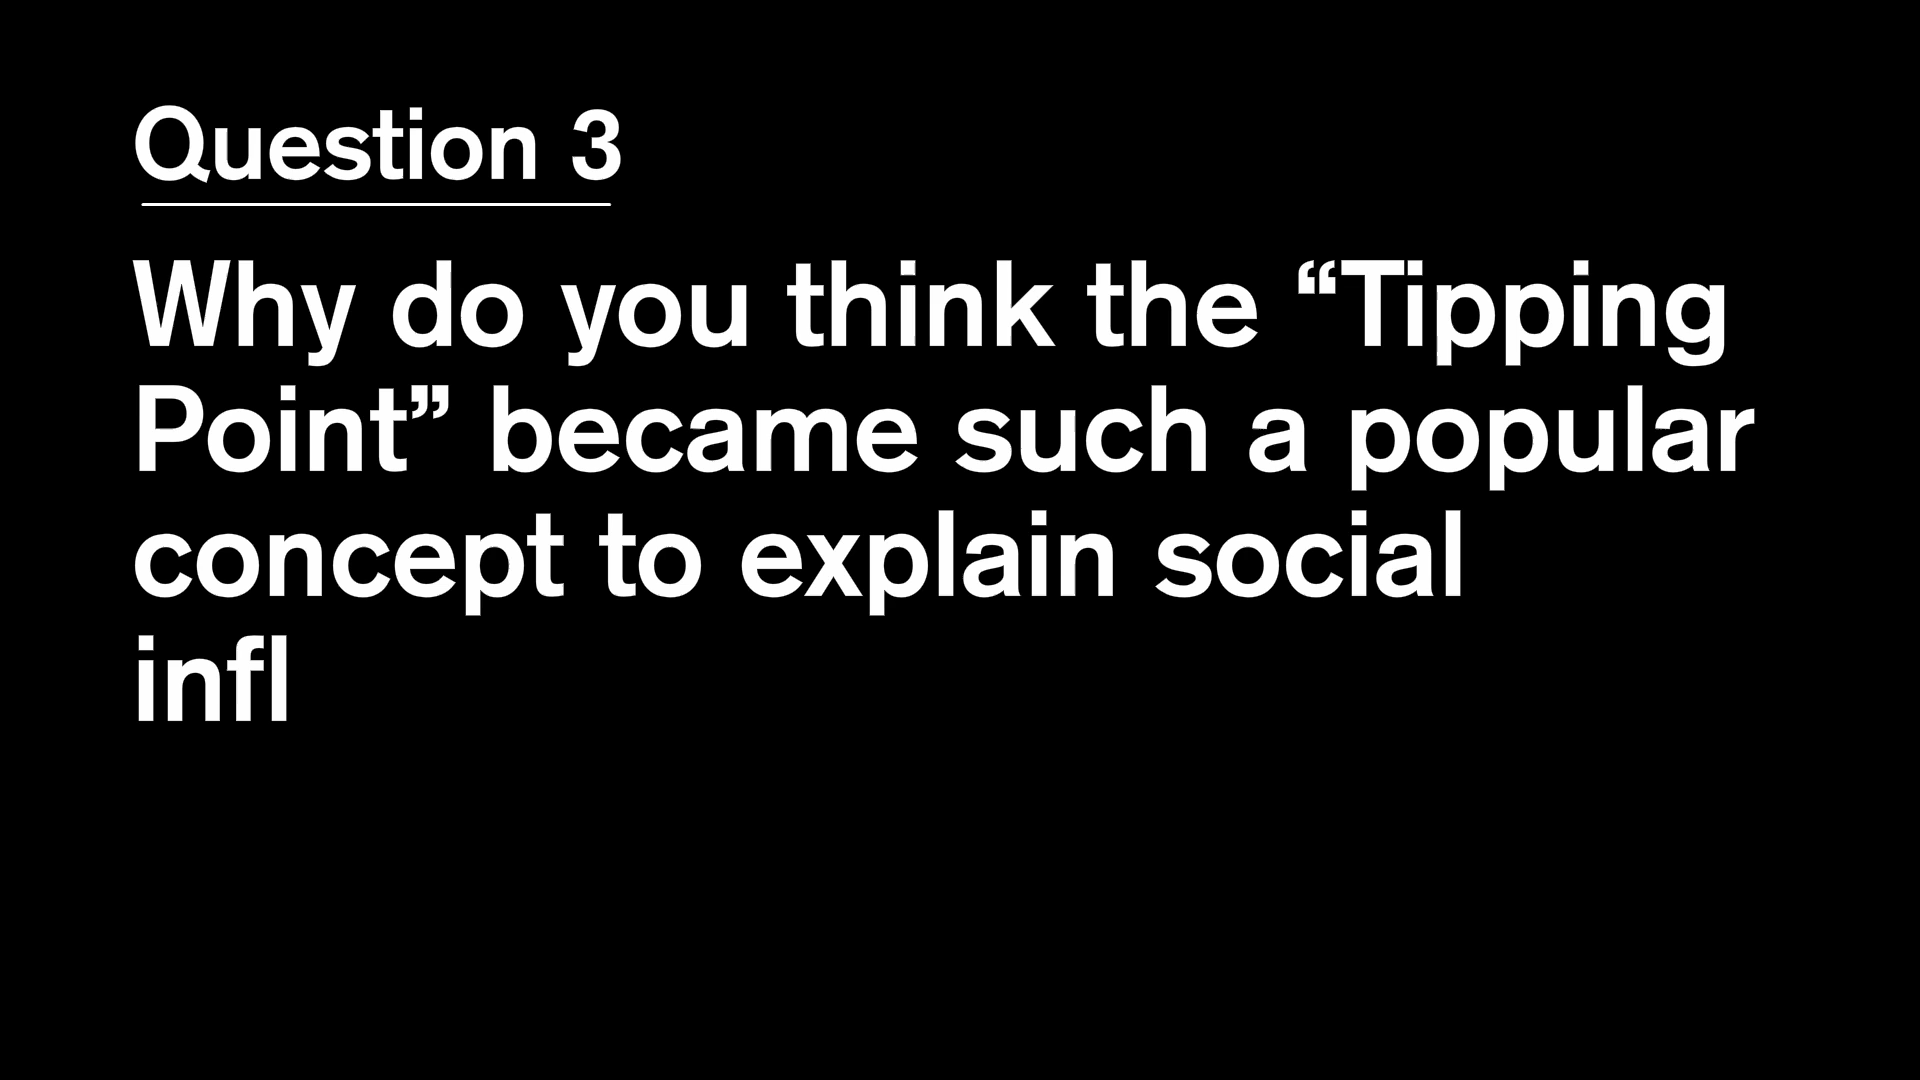 Question 3
Why do you think the “Tipping
Point” became such a popular
concept to explain social
infl